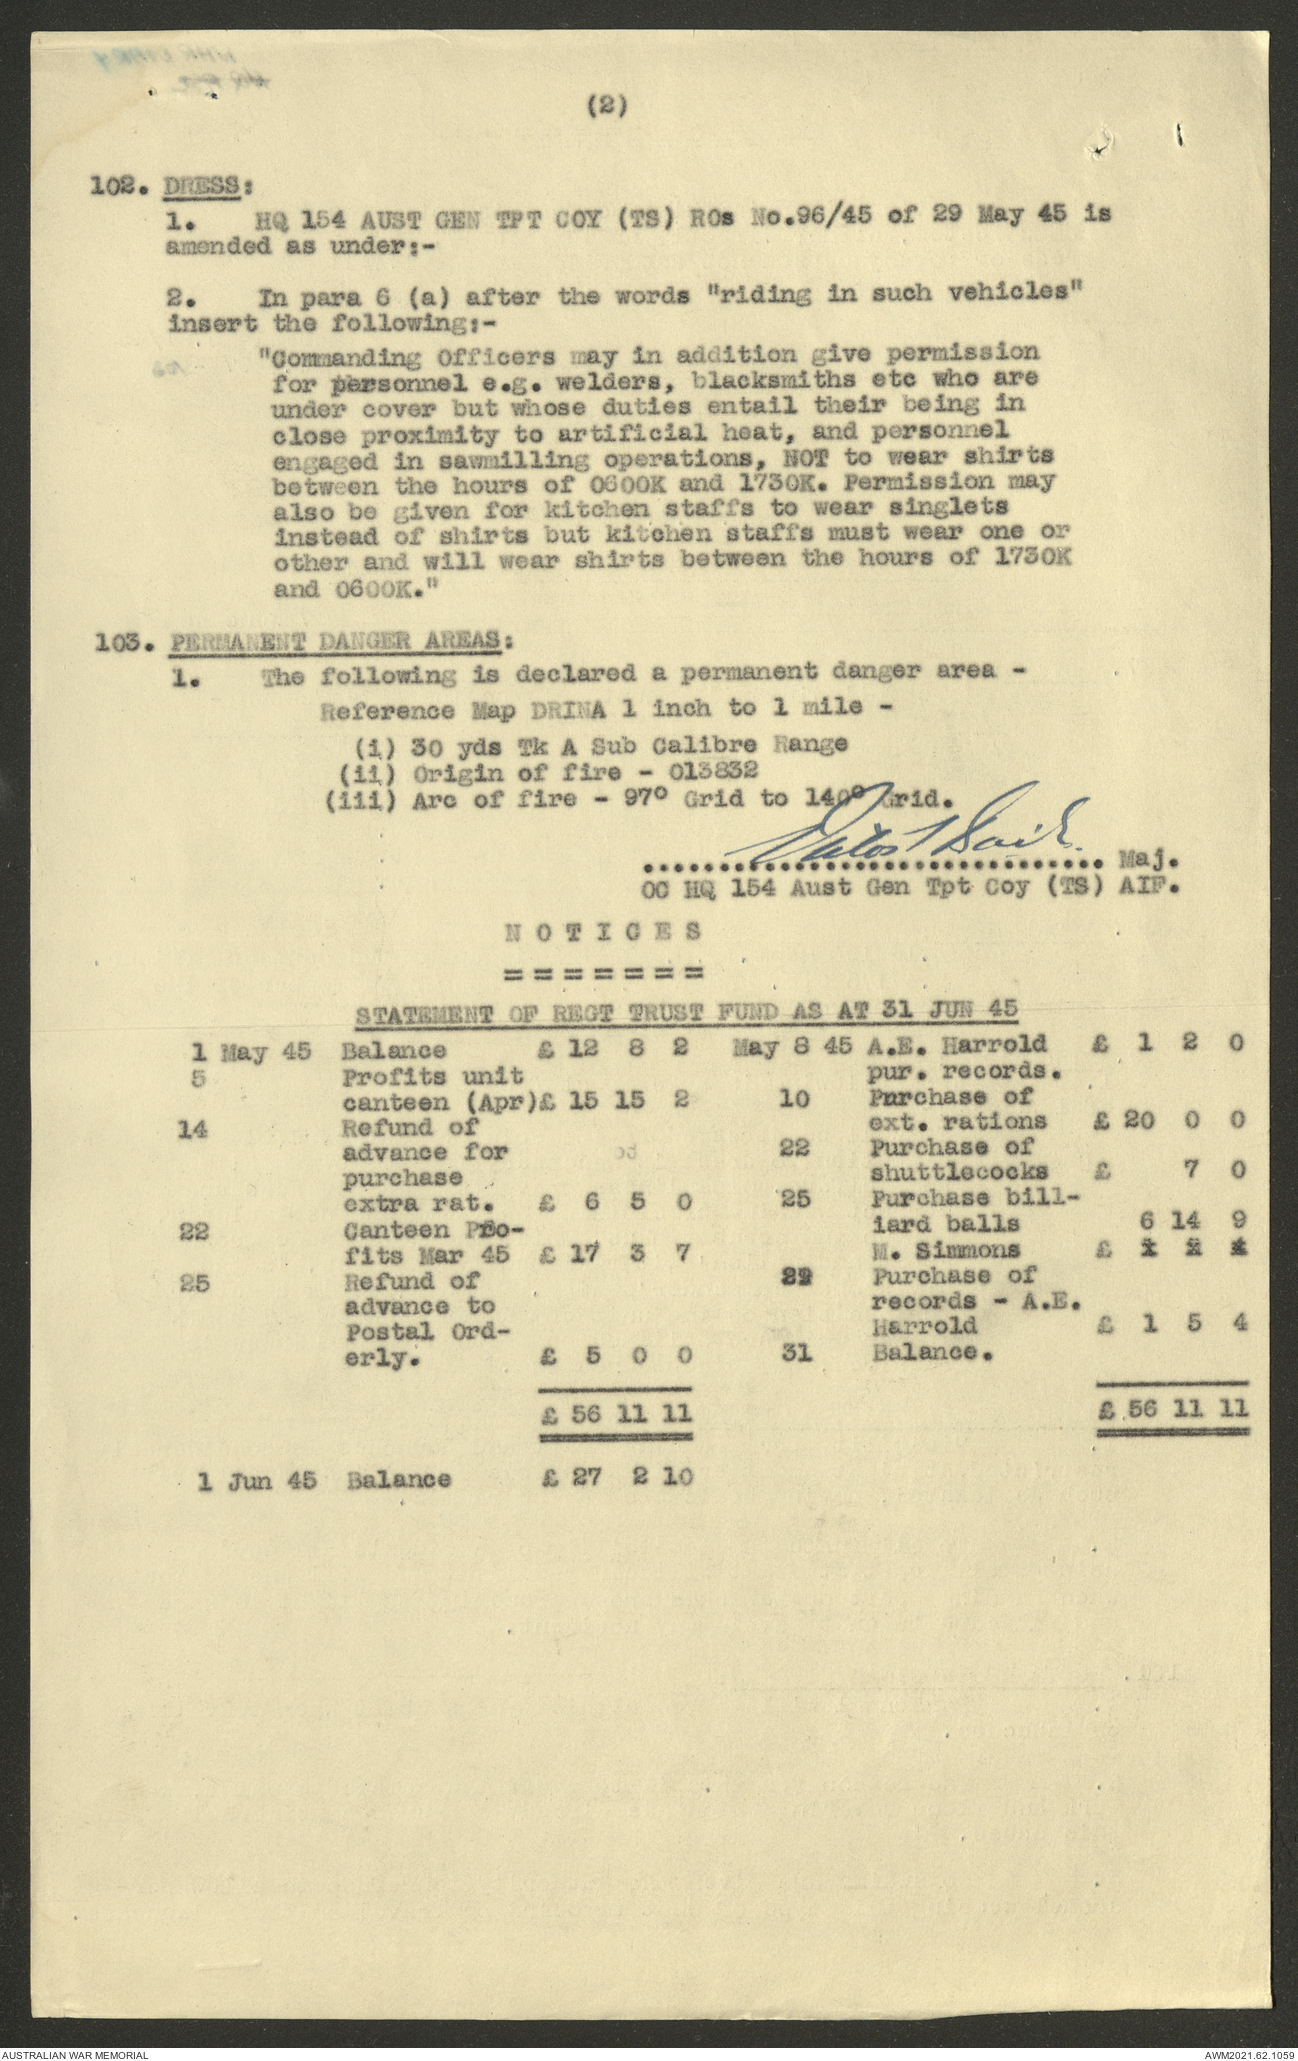 (2)
102. DRESS:
1. HQ 154 AUST GEN TPT COY (TS) ROs No.96/45 of 29 May 45 is
amended as under:-
2. In para 6 (a) after the words "riding in such vehicles"
insert the following:-
"Commanding Officers may in addition give permission
for personnel e.g. welders, blacksmiths etc who are
under cover but whose duties entail their being in
close proximity to artificial heat, and personnel
engaged in sawmilling operations, NOT to wear shirts
between the hours of 0600K and 1730K. Permission may
also be given for kitchen staffs to wear singlets
instead of shirts but kitchen staffs must wear one or
other and will wear shirts between the hours of 1730K
and 0600K."
103. PERMANENT DANGER AREAS:
1. The following is declared a permanent danger area -
Reference Map DRINA 1 inch to 1 mile -
(i) 30 yds Tk A Sub Calibre Range
(ii) Origin of fire - 013832
(iii) Arc of fire - 97° Grid to 140° Grid.
.............................. Maj.
OC HQ 154 Aust Gen Tpt Coy (TS) AIF.
N O T I C E S
= = = = = = =
STATEMENT OF REGT TRUST FUND AS AT 31 JUN 45
1 May 45 Balance £ 12 8 2 May 8 45 A.E. Harrold £ 1 2 0
5 Profits unit pur. records.
canteen (Apr)£ 15 15 2 10 Purchase of
14 Refund of ext. rations £ 20 0 0
advance for 22 Purchase of
purchase shuttlecocks £ 7 0
extra rat. £ 6 5 0 25 Purchase bill-
22 Canteen Pro- iard balls 6 14 9
fits Mar 45 £ 17 3 7 M. Simmons £
25 Refund of Purchase of
advance to records - A.E.
Postal Ord- Harrold £ 1 5 4
erly. £ 5 0 0 31 Balance.
£ 56 11 11 £ 56 11 11
1 Jun 45 Balance £ 27 2 10
AUSTRALIAN WAR MEMORIAL AWM2021.62.1059